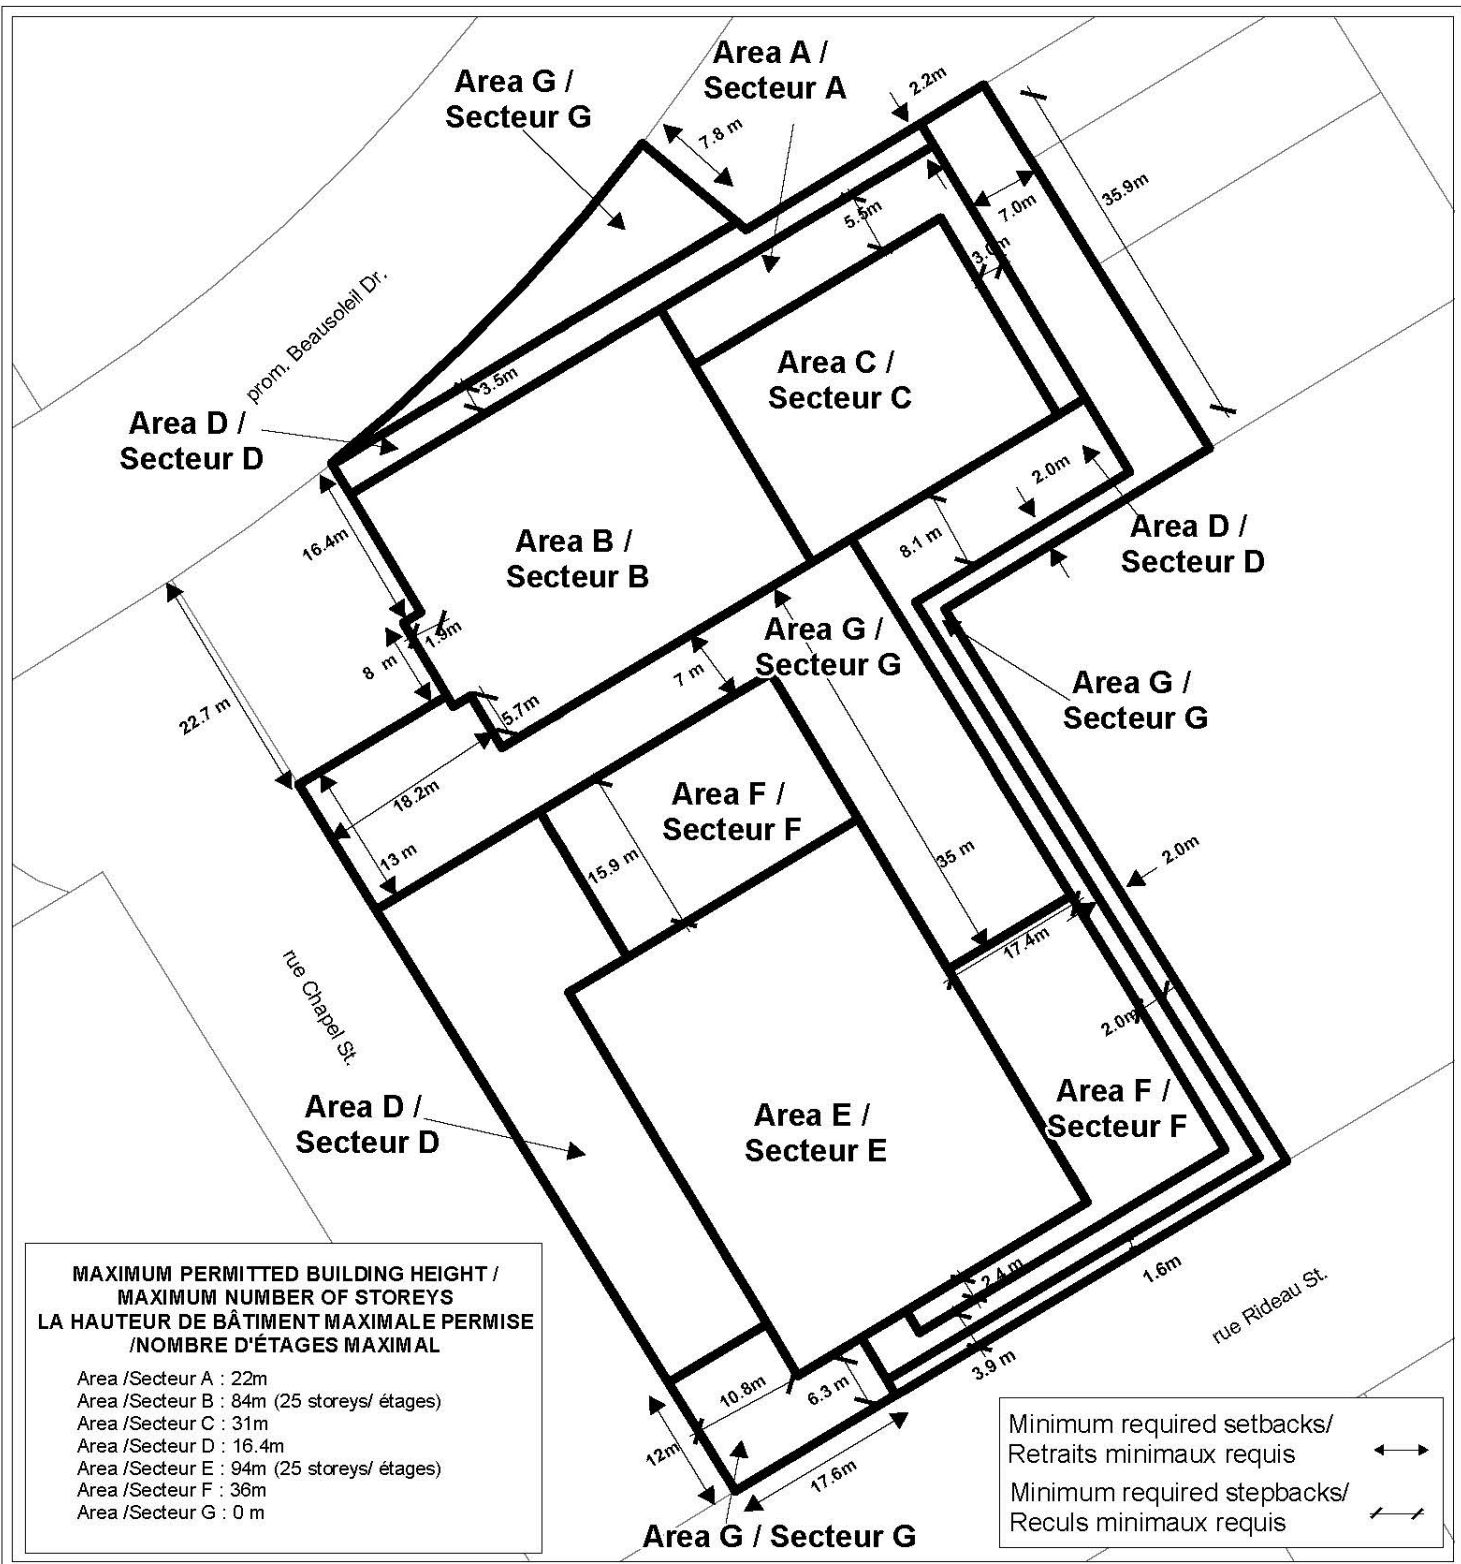 Area A /
Secteur A
Area G /
Secteur G
2.2m
7.8 m
35.9m
5.5m
7.0m
3.0m
prom. Beausoleil Dr.
Area C /
Secteur C
3.5m
Area D /
Secteur D
2.0m
16.4m
Area B /
Secteur B
8.1 m
Area D /
Secteur D
1.9m
Area G /
Secteur G
8 m
7 m
Area G /
Secteur G
22.7 m
5.7m
18.2m
Area F /
Secteur F
13 m
15.9 m
35 m
2.0m
17.4m
rue Chapel St.
2.0m
Area D /
Secteur D
Area E /
Secteur E
Area F /
Secteur F
2.4 m
1.6m
rue Rideau St.
3.9 m
10.8m
6.3 m
12m
17.6m
Area G / Secteur G
MAXIMUM PERMITTED BUILDING HEIGHT /
MAXIMUM NUMBER OF STOREYS
LA HAUTEUR DE BÂTIMENT MAXIMALE PERMISE
/NOMBRE D'ÉTAGES MAXIMAL
Area /Secteur A : 22m
Area /Secteur B : 84m (25 storeys/ étages)
Area /Secteur C : 31m
Area /Secteur D : 16.4m
Area /Secteur E : 94m (25 storeys/ étages)
Area /Secteur F : 36m
Area /Secteur G : 0 m
Minimum required setbacks/
Retraits minimaux requis
Minimum required stepbacks/
Reculs minimaux requis